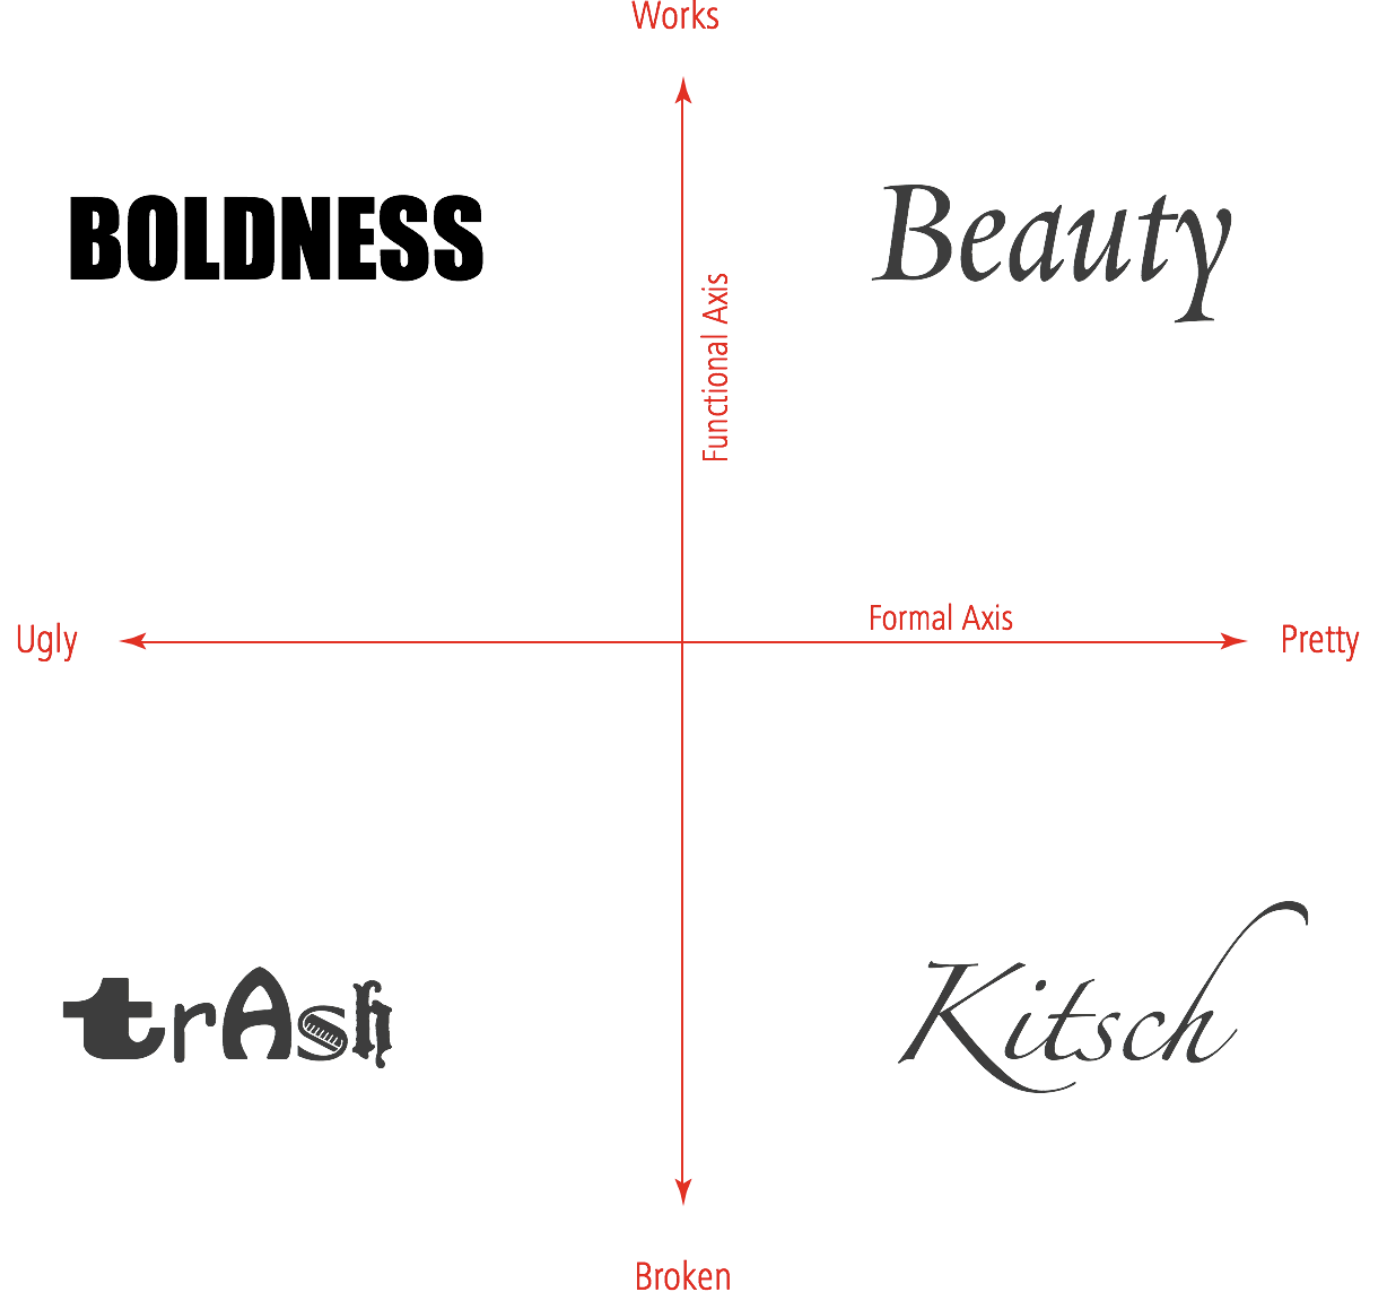 Works
BOLDNESS
Beauty
Functional Axis
Formal Axis
Ugly
Pretty
trAsh
Kitsch
Broken